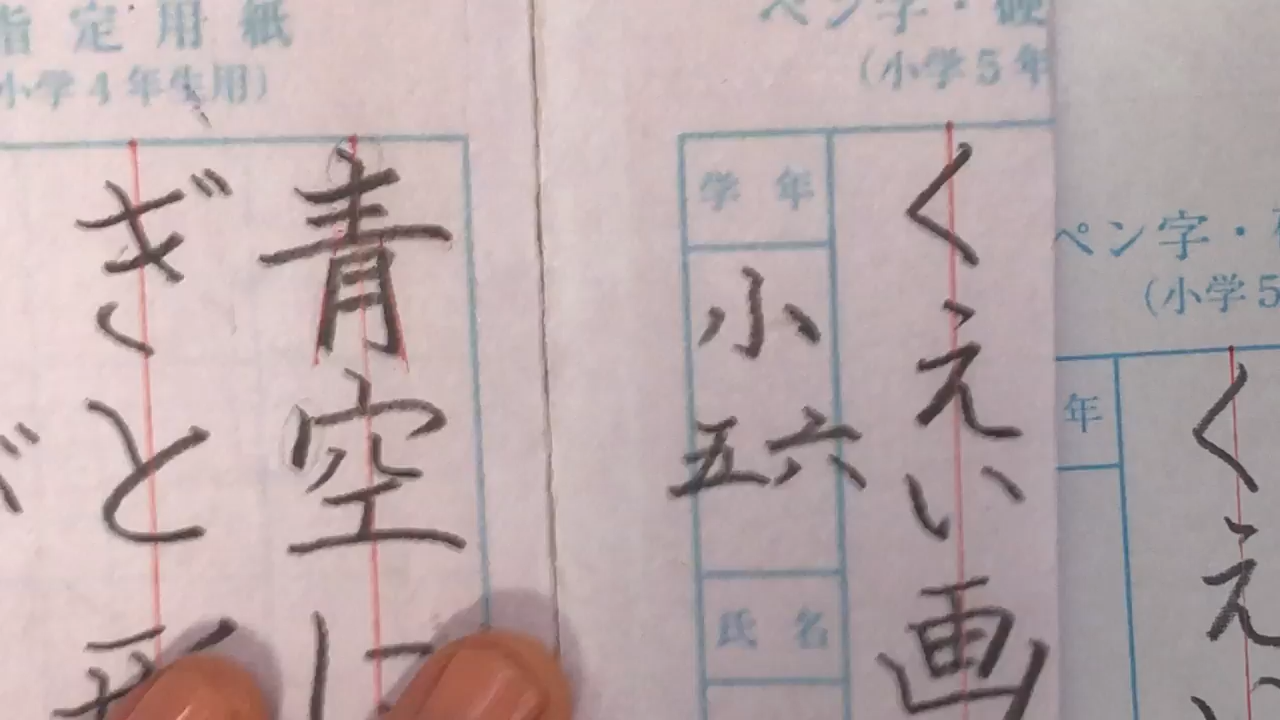 指定用紙
小学4年生用)
青空に
ぎと
ペン字・硬
(小学5年
くえい画
学年
小五六
氏名
ペン字・
(小学5
くえ
年